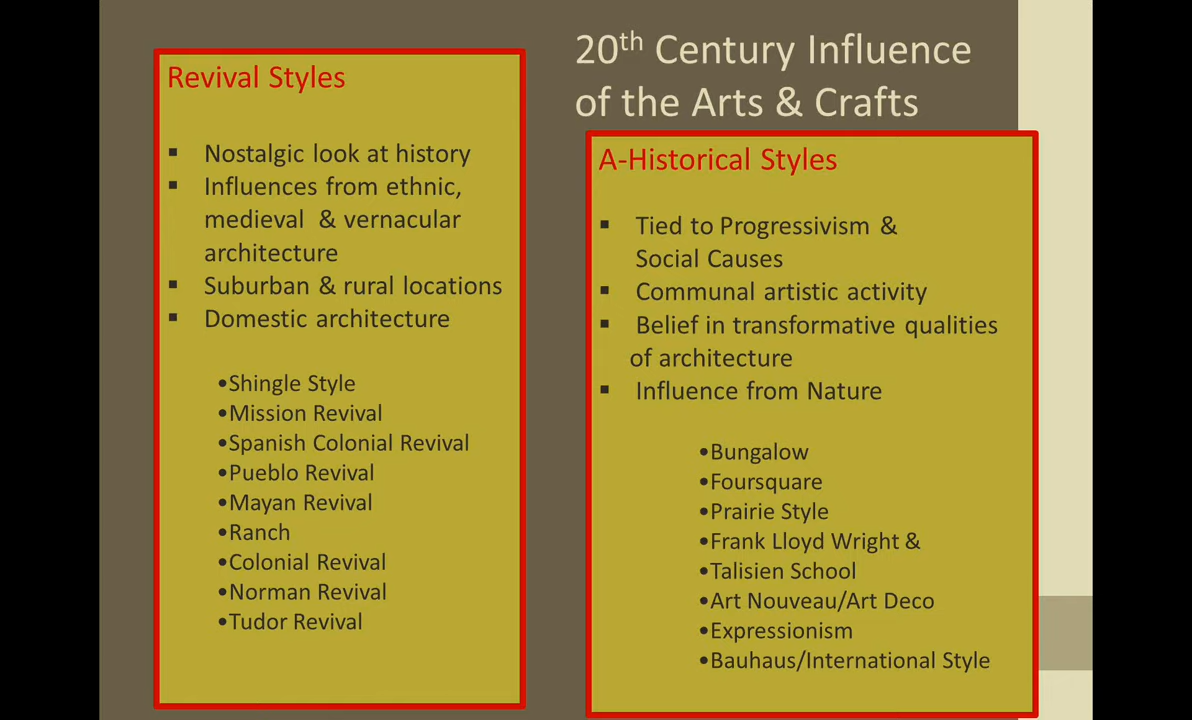 20th Century Influence
of the Arts & Crafts
Revival Styles
▪ Nostalgic look at history
▪ Influences from ethnic,
medieval & vernacular
architecture
▪ Suburban & rural locations
▪ Domestic architecture
•Shingle Style
•Mission Revival
•Spanish Colonial Revival
•Pueblo Revival
•Mayan Revival
•Ranch
•Colonial Revival
•Norman Revival
•Tudor Revival
A-Historical Styles
▪ Tied to Progressivism &
Social Causes
▪ Communal artistic activity
▪ Belief in transformative qualities
of architecture
▪ Influence from Nature
•Bungalow
•Foursquare
•Prairie Style
•Frank Lloyd Wright &
•Talisien School
•Art Nouveau/Art Deco
•Expressionism
•Bauhaus/International Style